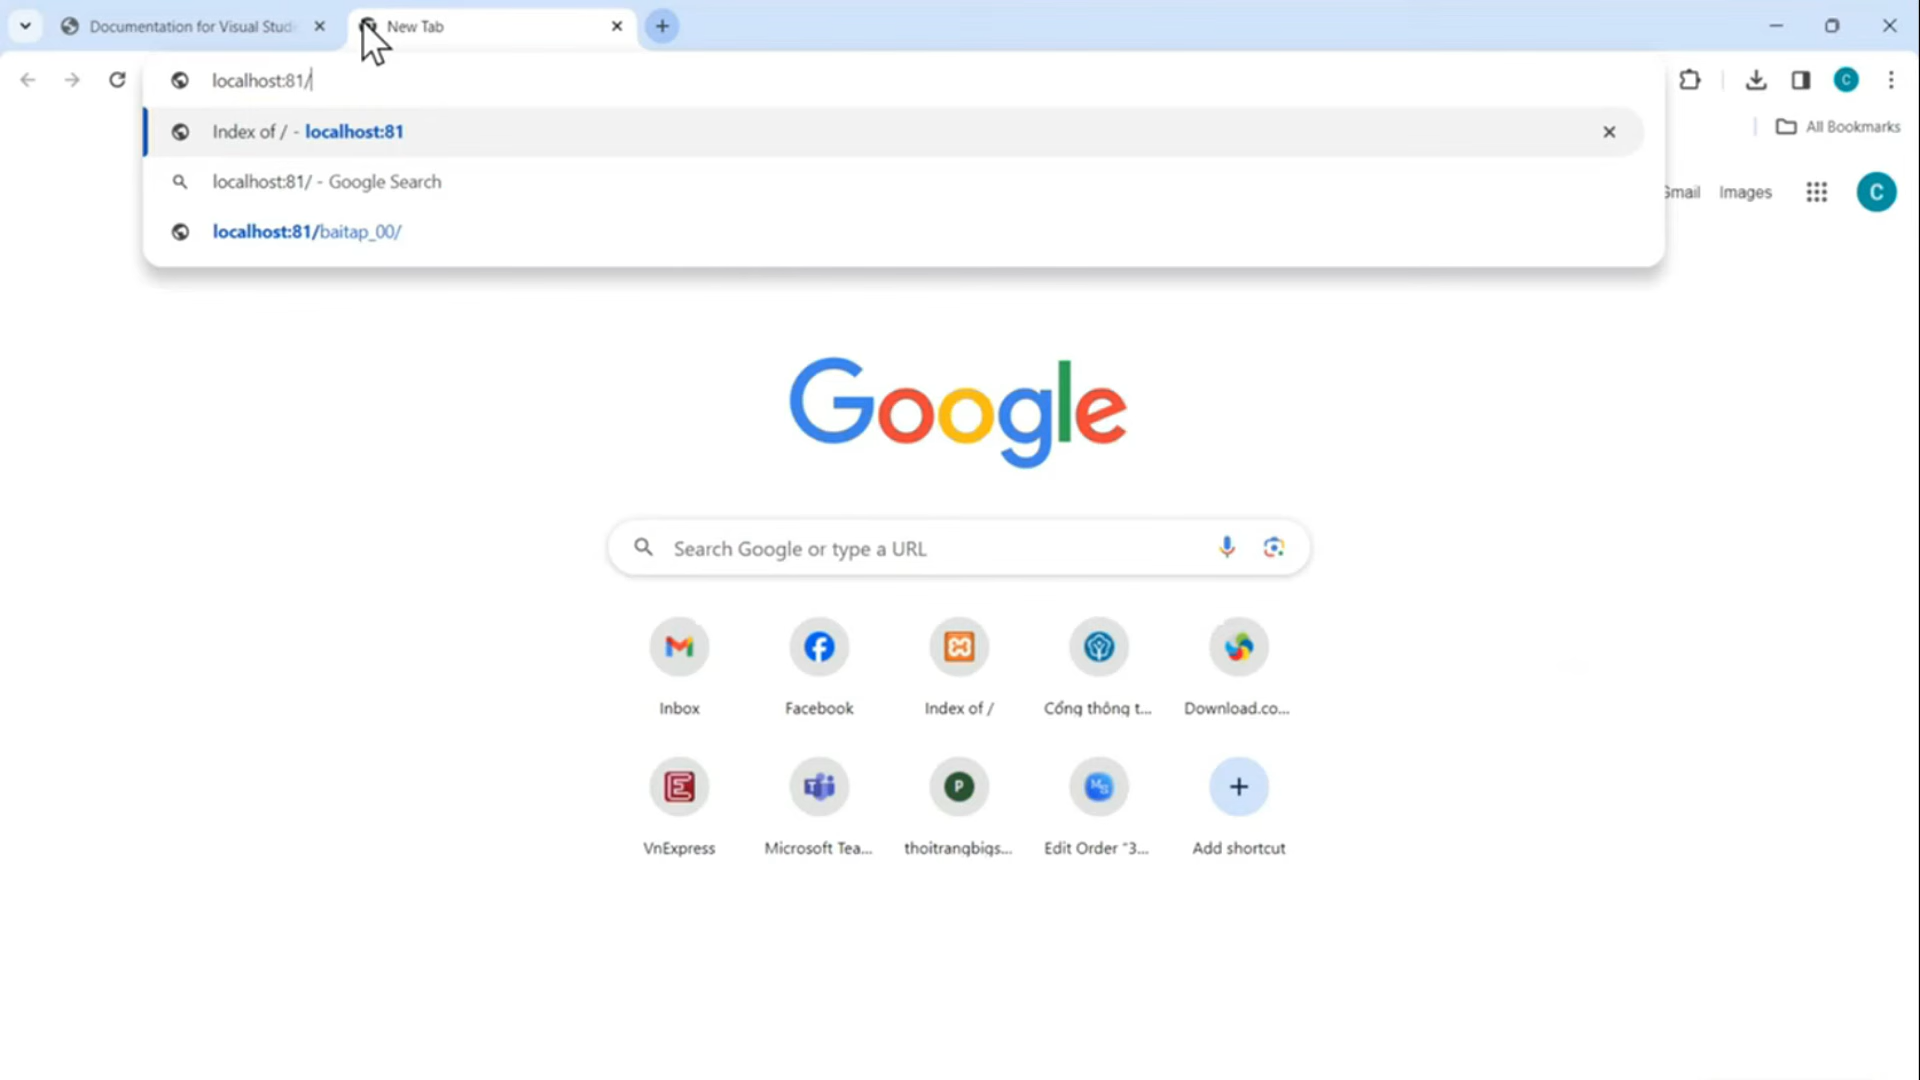 Documentation for Visual Stud
New Tab
localhost:81/
Index of / - localhost:81
All Bookmarks
localhost:81/ - Google Search
Gmail Images
C
localhost:81/baitap_00/
Google
Search Google or type a URL
Inbox
Facebook
Index of /
Cổng thông t...
Download.co...
VnExpress
Microsoft Tea...
thoitrangbigs...
Edit Order "3...
Add shortcut